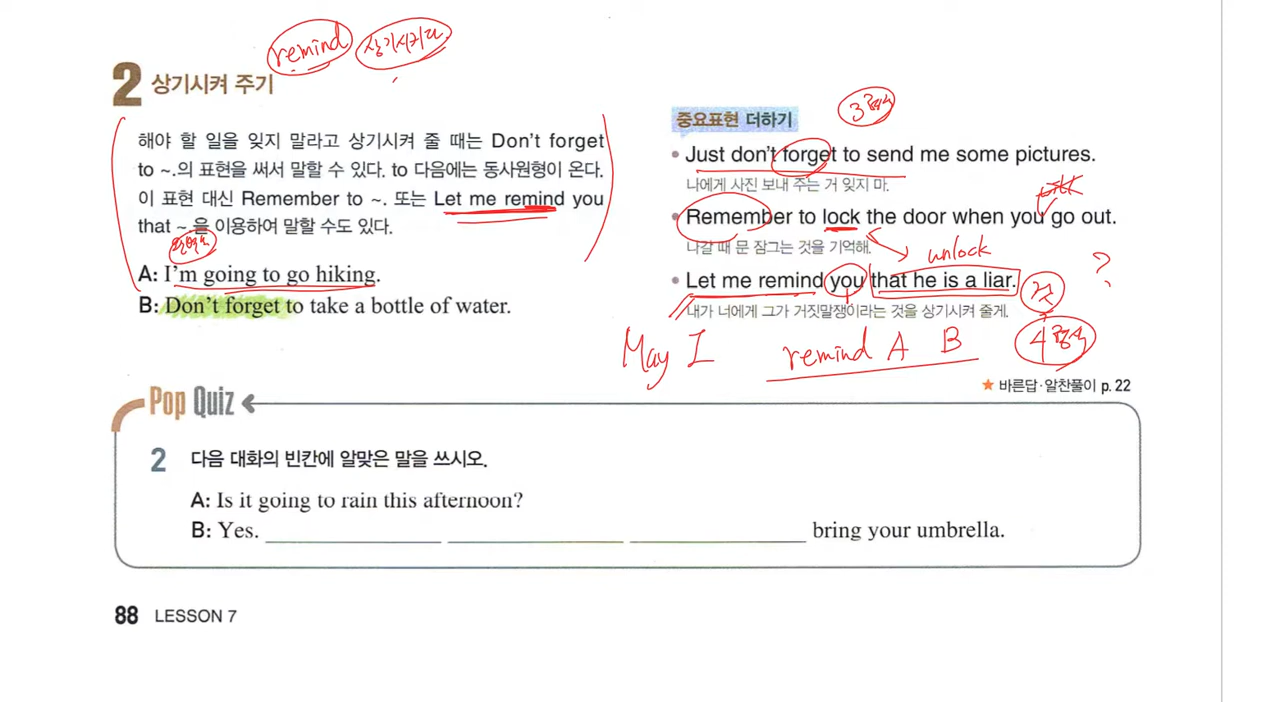 remind 상기시키다
2 상기시켜 주기
해야 할 일을 잊지 말라고 상기시켜 줄 때는 Don't forget
to ~.의 표현을 써서 말할 수 있다. to 다음에는 동사원형이 온다.
이 표현 대신 Remember to ~. 또는 Let me remind you
that ~ 을 이용하여 말할 수도 있다.
A: I'm going to go hiking.
B: Don't forget to take a bottle of water.
중요표현 더하기
• Just don't forget to send me some pictures.
나에게 사진 보내 주는 거 잊지 마.
• Remember to lock the door when you go out.
나갈 때 문 잠그는 것을 기억해.
unlock
• Let me remind you that he is a liar. ?
내가 너에게 그가 거짓말쟁이라는 것을 상기시켜 줄게.
May I remind A B
★ 바른답·알찬풀이 p. 22
Pop Quiz
2 다음 대화의 빈칸에 알맞은 말을 쓰시오.
A: Is it going to rain this afternoon?
B: Yes. ____________ ____________ ____________ bring your umbrella.
88 LESSON 7